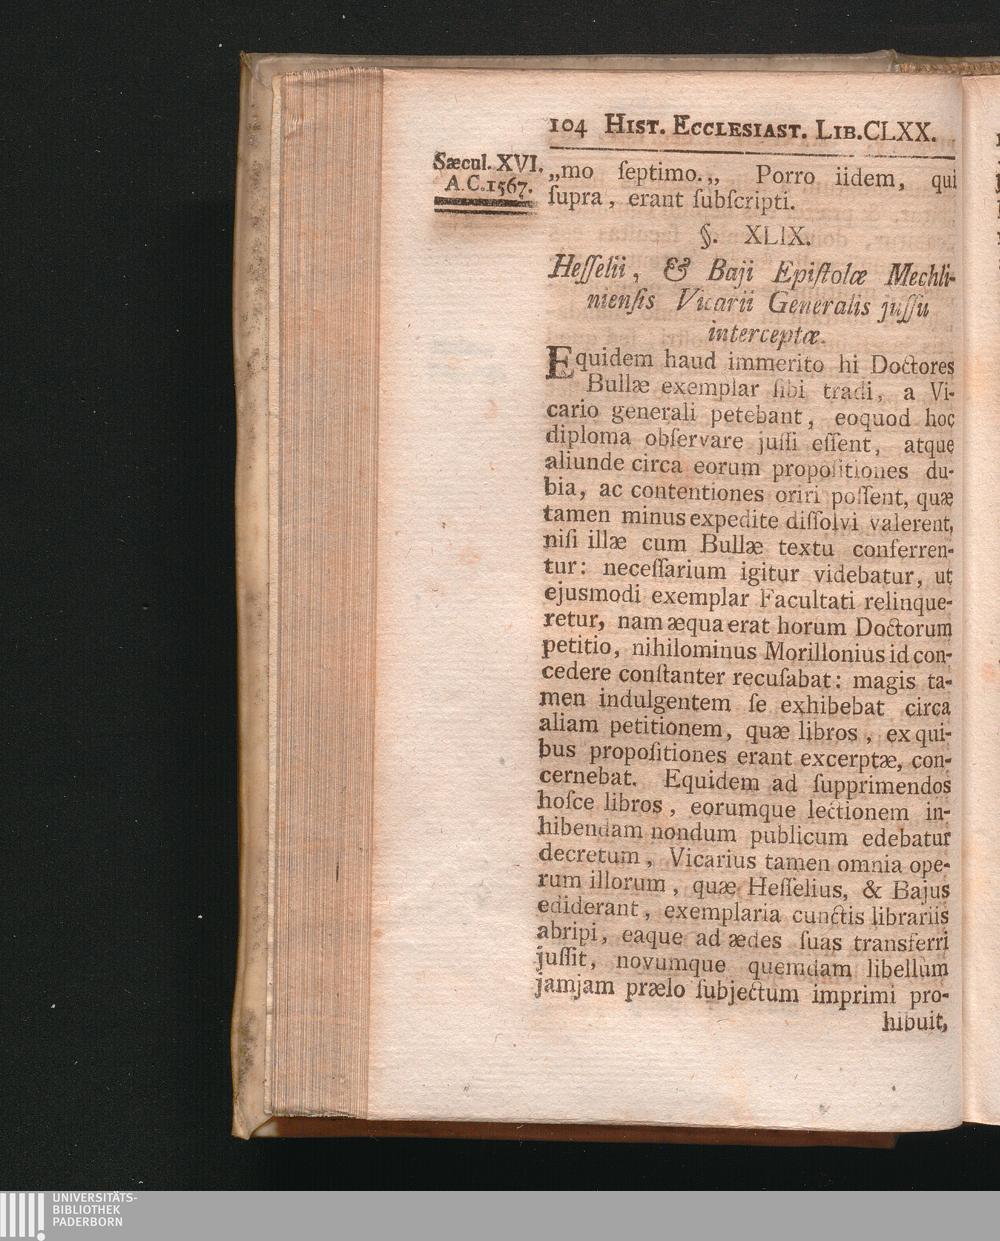 104 Hist. Ecclesiast. Lib. CLXX.
Sæcul. XVI.
A.C.1567.
„mo ſeptimo.„ Porro iidem, qui
ſupra, erant ſubſcripti.
§. XLIX.
Heſſelii, & Baji Epiſtolæ Mechli-
nienſis Vicarii Generalis juſſu
interceptæ.
Equidem haud immerito hi Doctores
Bullæ exemplar ſibi tradi, a Vi-
cario generali petebant, eoquod hoc
diploma obſervare juſſi eſſent, atque
aliunde circa eorum propoſitiones du-
bia, ac contentiones oriri poſſent, quæ
tamen minus expedite diſſolvi valerent,
niſi illæ cum Bullæ textu conferren-
tur: neceſſarium igitur videbatur, ut
ejusmodi exemplar Facultati relinque-
retur, nam æqua erat horum Doctorum
petitio, nihilominus Morillonius id con-
cedere conſtanter recuſabat: magis ta-
men indulgentem ſe exhibebat circa
aliam petitionem, quæ libros, ex qui-
bus propoſitiones erant excerptæ, con-
cernebat. Equidem ad ſupprimendos
hoſce libros, eorumque lectionem in-
hibendam nondum publicum edebatur
decretum, Vicarius tamen omnia ope-
rum illorum, quæ Heſſelius, & Bajus
ediderant, exemplaria cunctis librariis
abripi, eaque ad ædes ſuas transferri
juſſit, novumque quemdam libellum
jamjam prælo ſubjectum imprimi pro-
hibuit,
UNIVERSITÄTS-
BIBLIOTHEK
PADERBORN